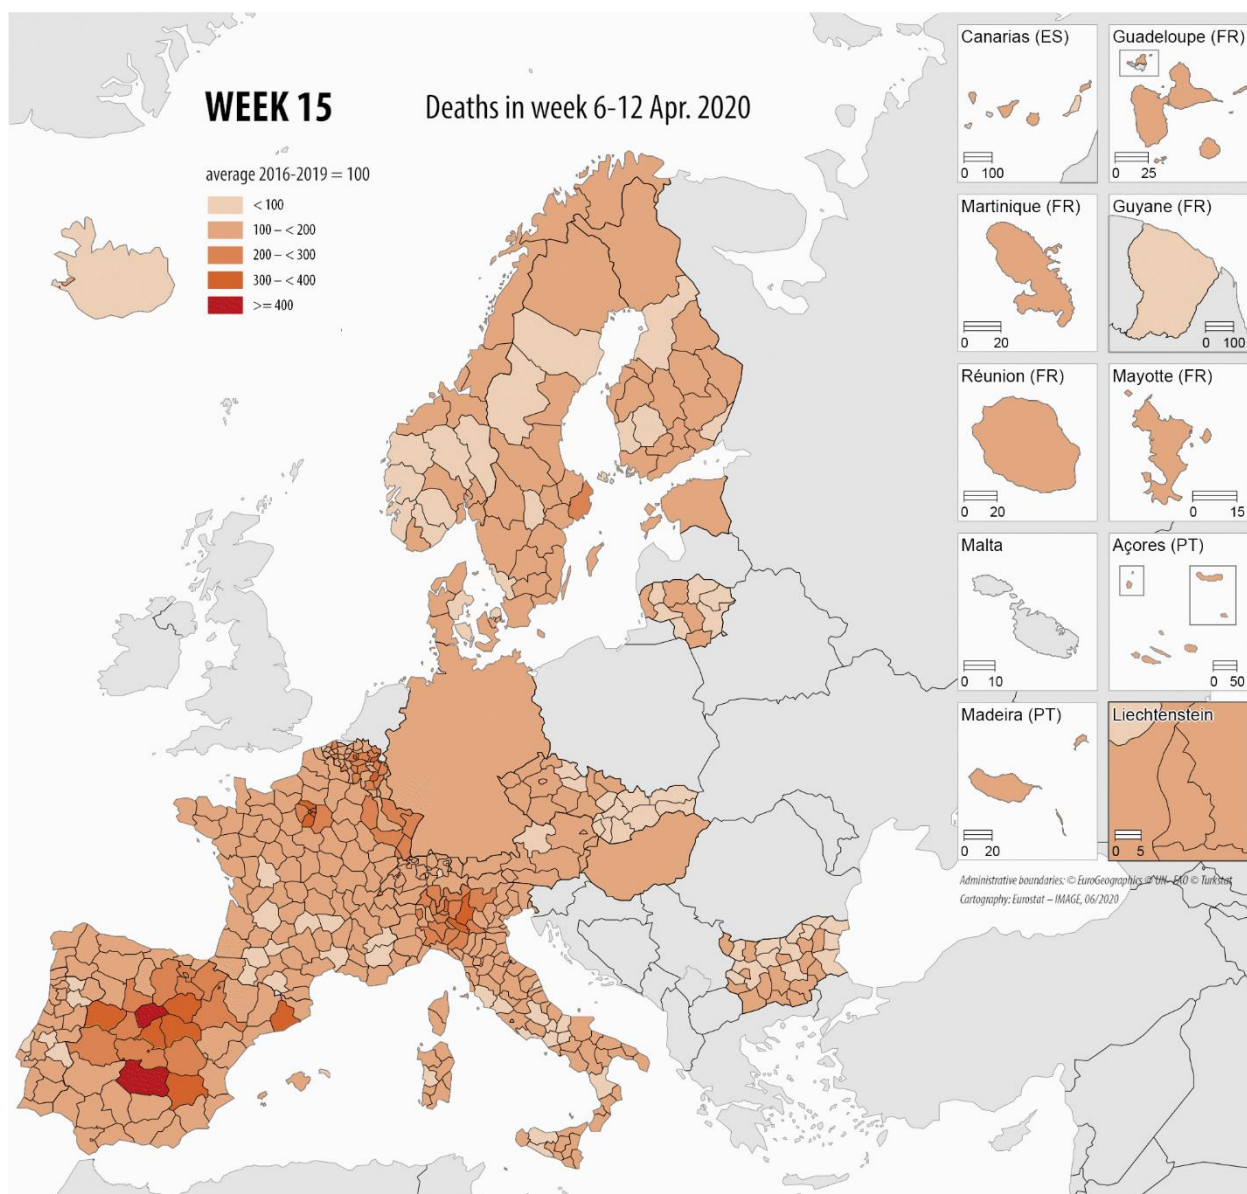 WEEK 15
Deaths in week 6-12 Apr. 2020
average 2016-2019 = 100
< 100
100 – < 200
200 – < 300
300 – < 400
>= 400
Canarias (ES)
0 100
Guadeloupe (FR)
0 25
Martinique (FR)
0 20
Guyane (FR)
0 100
Réunion (FR)
0 20
Mayotte (FR)
0 15
Malta
0 10
Açores (PT)
0 50
Madeira (PT)
0 20
Liechtenstein
0 5
Administrative boundaries: © EuroGeographics © UN–FAO © Turkstat
Cartography: Eurostat – IMAGE, 06/2020